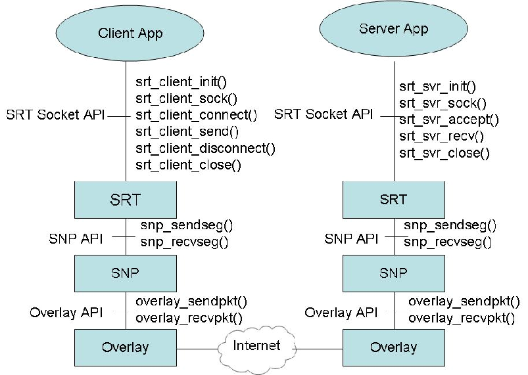 Client App
srt_client_init()
srt_client_sock()
SRT Socket API
srt_client_connect()
srt_client_send()
srt_client_disconnect()
srt_client_close()
SRT
SNP API
snp_sendseg()
snp_recvseg()
SNP
Overlay API
overlay_sendpkt()
overlay_recvpkt()
Overlay
Internet
Server App
srt_svr_init()
srt_svr_sock()
SRT Socket API
srt_svr_accept()
srt_svr_recv()
srt_svr_close()
SRT
SNP API
snp_sendseg()
snp_recvseg()
SNP
Overlay API
overlay_sendpkt()
overlay_recvpkt()
Overlay